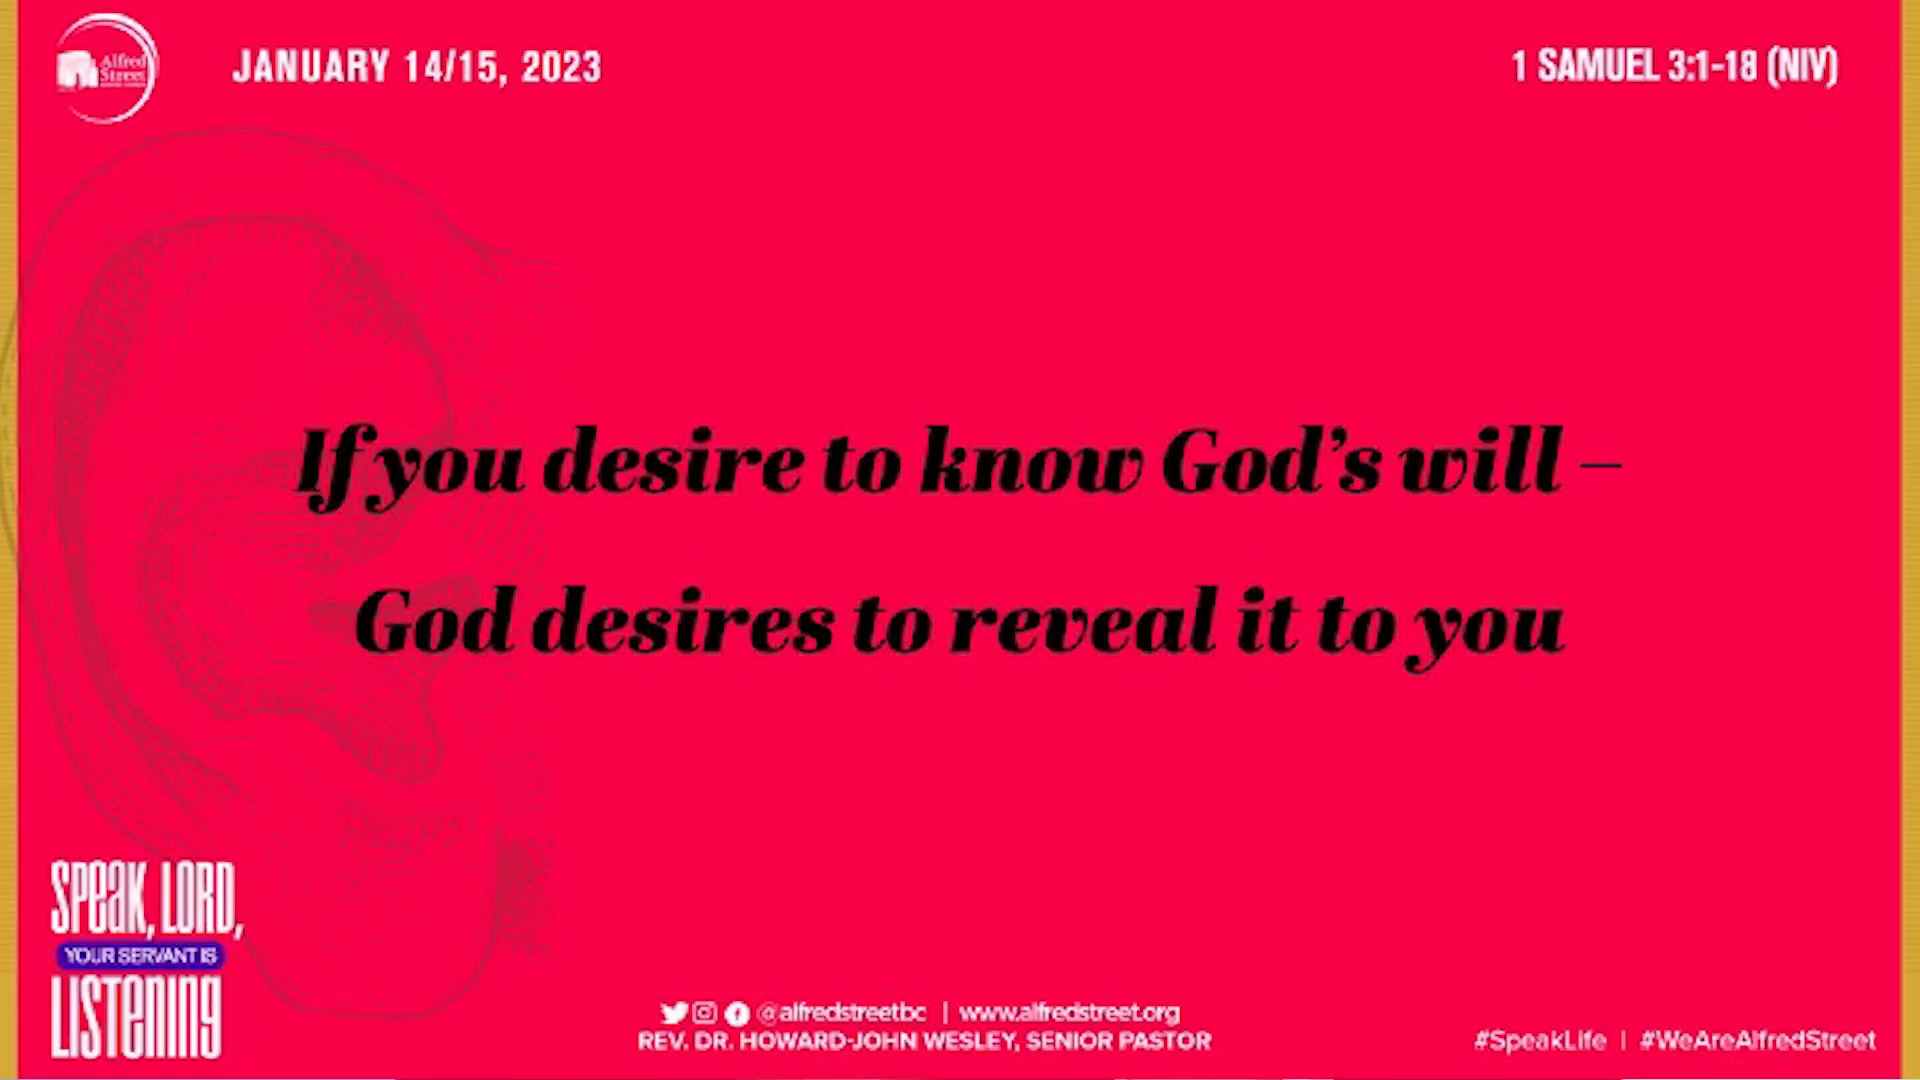 Alfred
Street
JANUARY 14/15, 2023
1 SAMUEL 3:1-18 (NIV)
If you desire to know God’s will –
God desires to reveal it to you
SPEAK, LORD,
YOUR SERVANT IS
LISTENING
@alfredstreetbc | www.alfredstreet.org
REV. DR. HOWARD-JOHN WESLEY, SENIOR PASTOR
#SpeakLife | #WeAreAlfredStreet